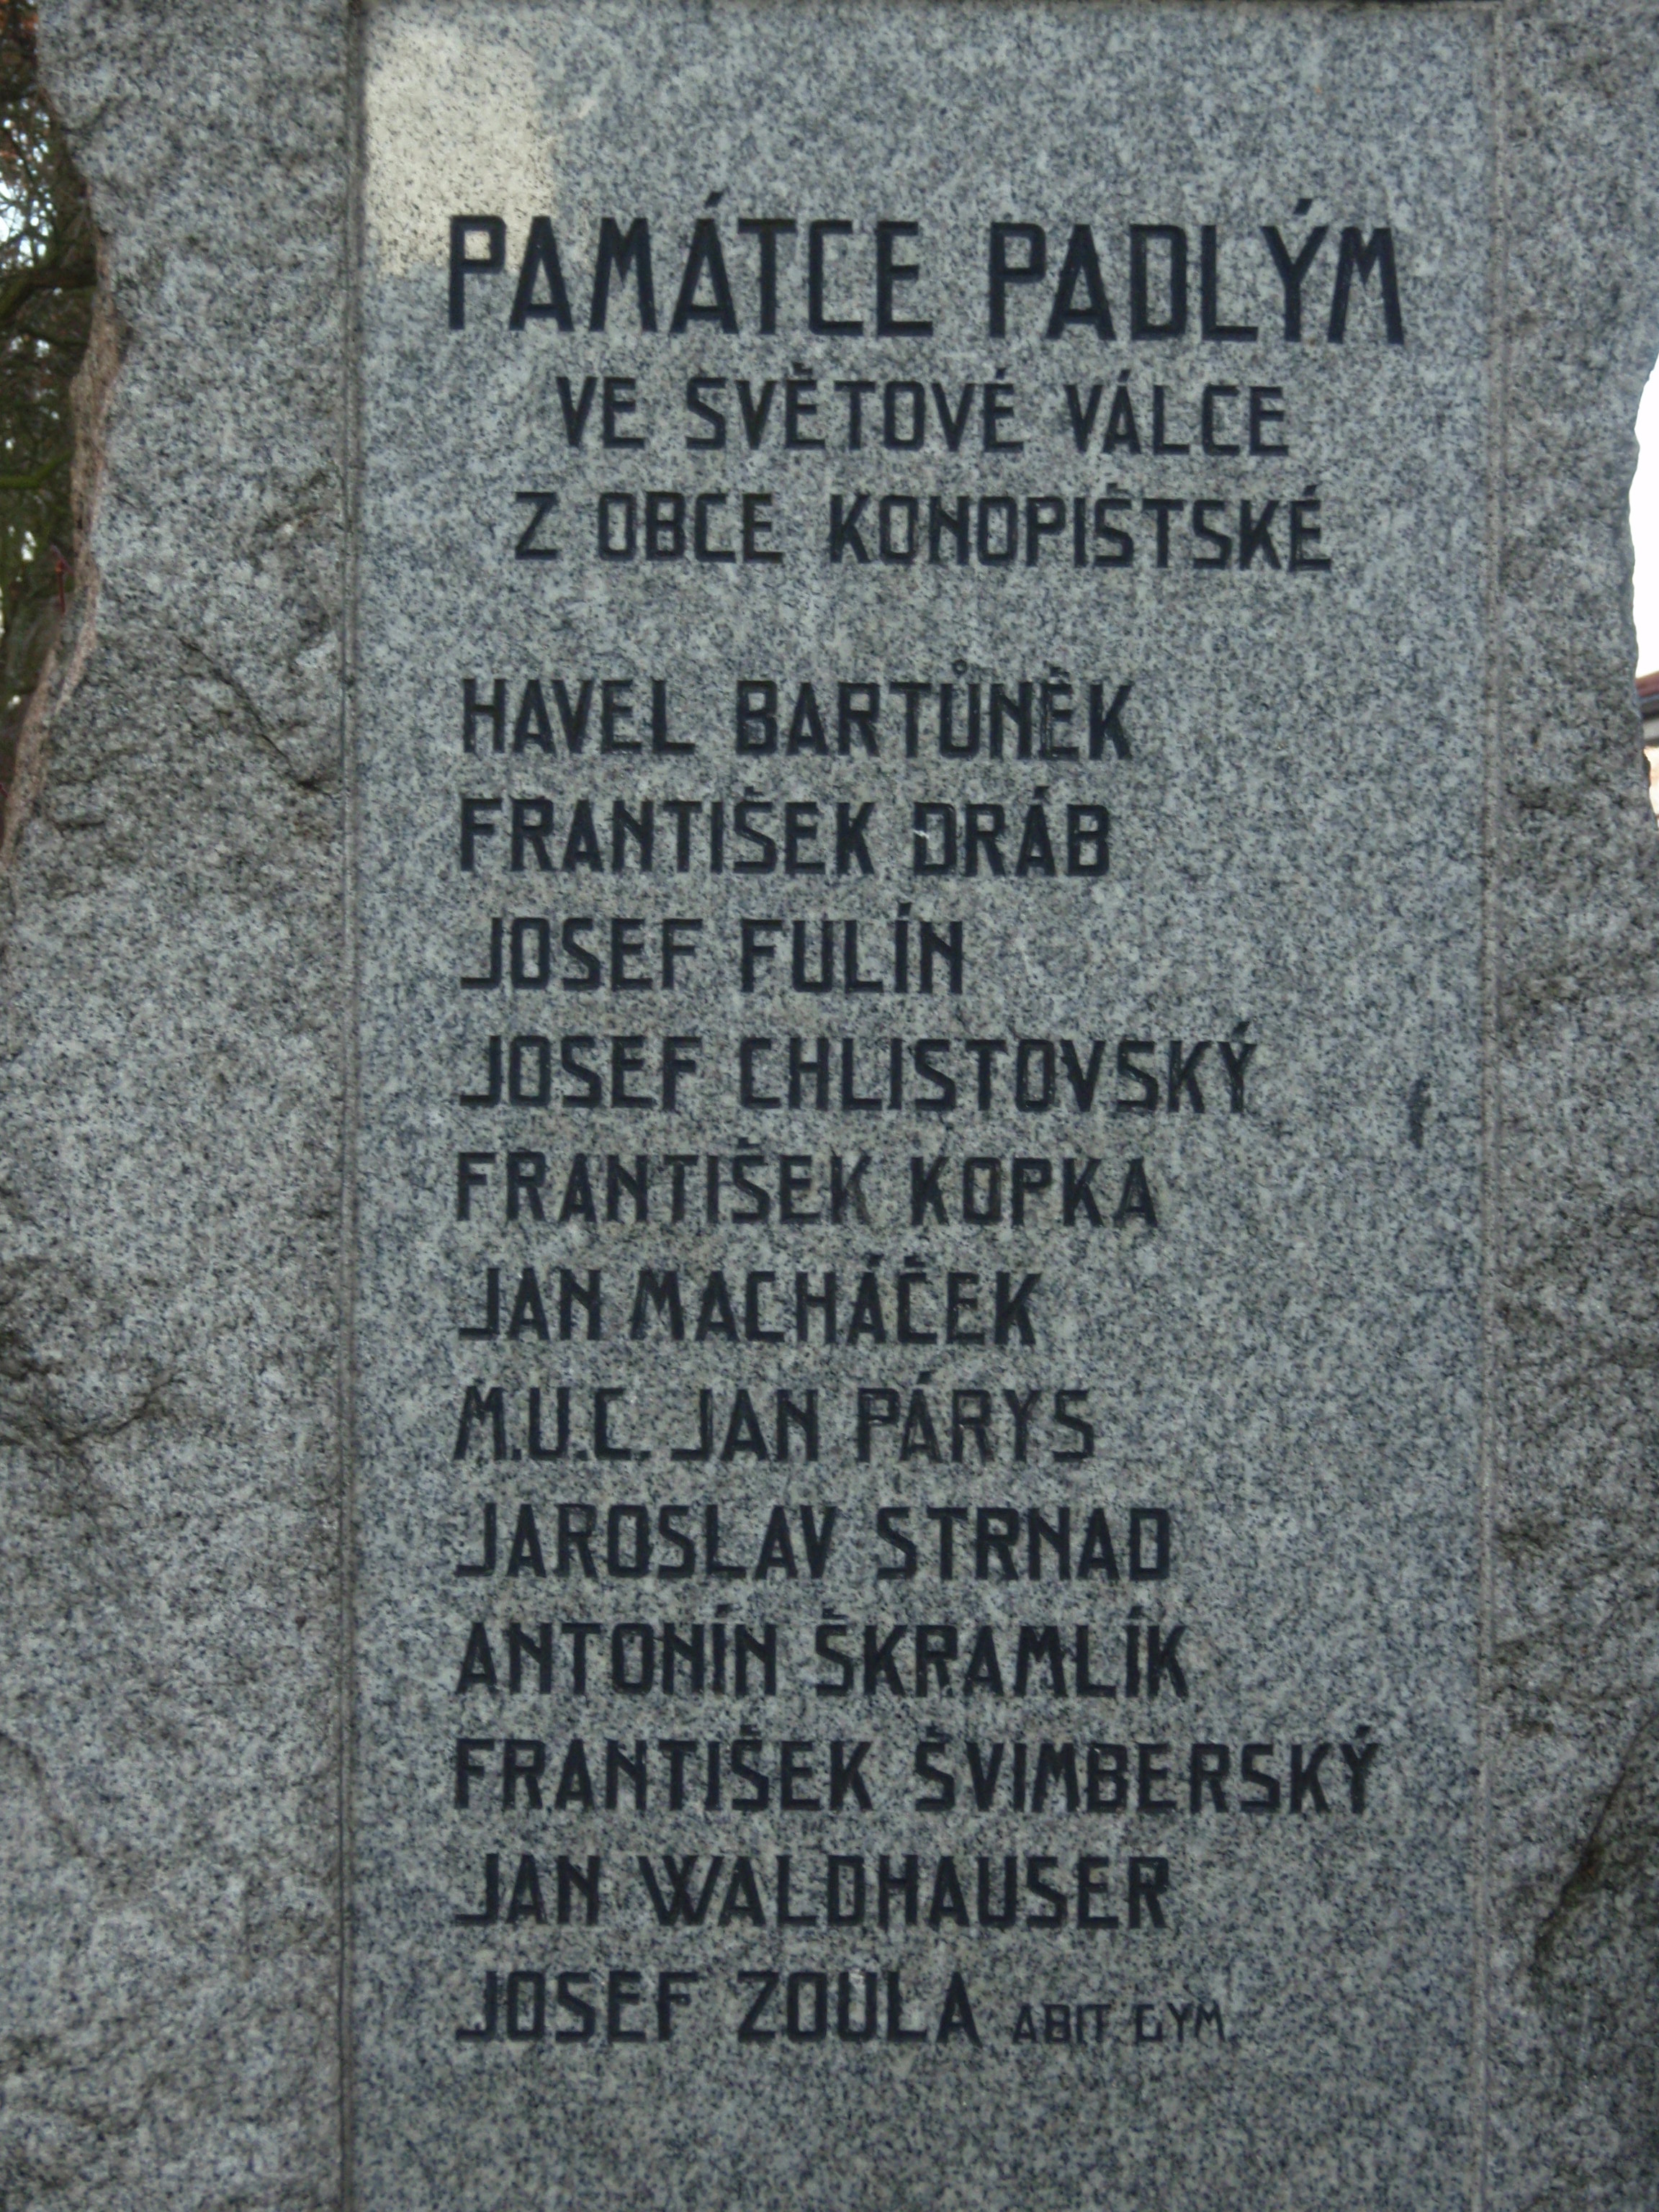 PAMÁTCE PADLÝM
VE SVĚTOVÉ VÁLCE
Z OBCE KONOPIŠTSKÉ
HAVEL BARTŮNĚK
FRANTIŠEK DRÁB
JOSEF FULÍN
JOSEF CHLISTOVSKÝ
FRANTIŠEK KOPKA
JAN MACHÁČEK
M.U.C. JAN PÁRYS
JAROSLAV STRNAD
ANTONÍN ŠKRAMLÍK
FRANTIŠEK ŠVIMBERSKÝ
JAN WALDHAUSER
JOSEF ZOULA ABIT. GYM.